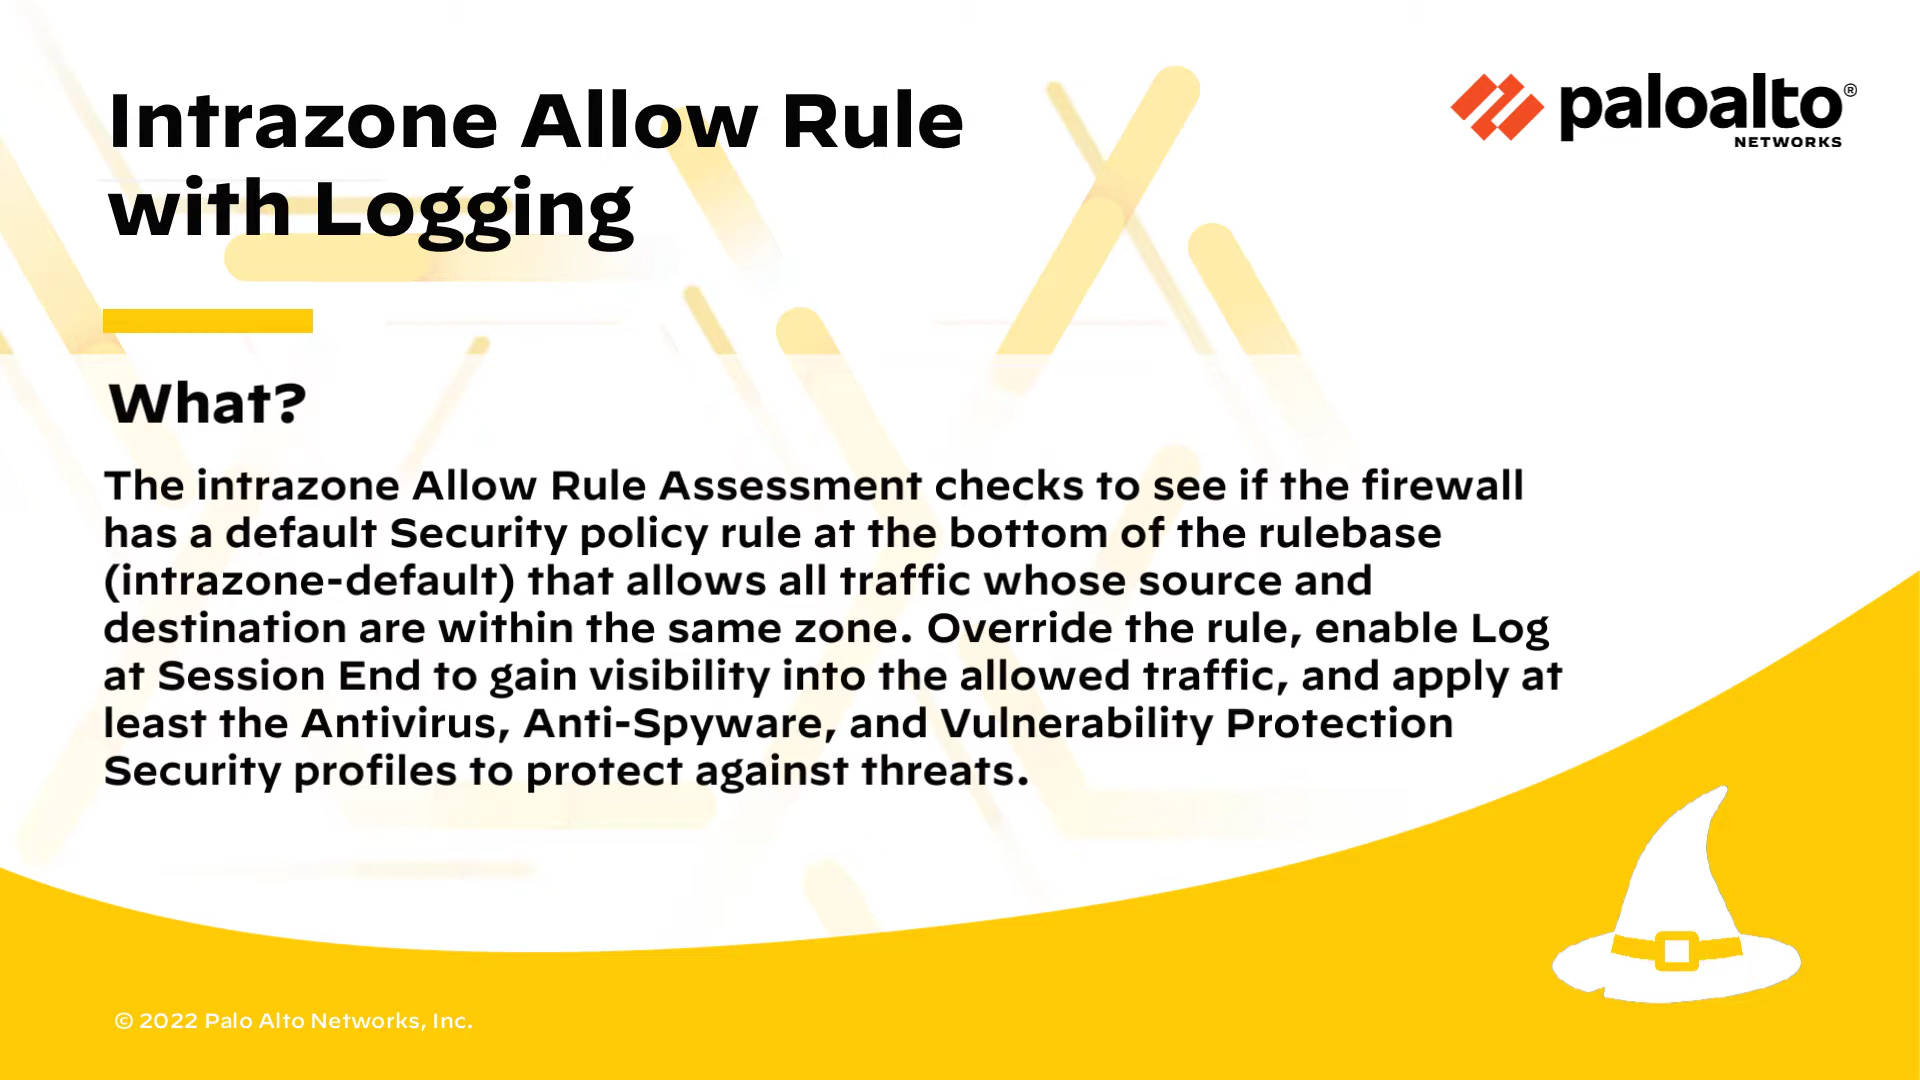 Intrazone Allow Rule
with Logging
paloalto®
NETWORKS
What?
The intrazone Allow Rule Assessment checks to see if the firewall
has a default Security policy rule at the bottom of the rulebase
(intrazone-default) that allows all traffic whose source and
destination are within the same zone. Override the rule, enable Log
at Session End to gain visibility into the allowed traffic, and apply at
least the Antivirus, Anti-Spyware, and Vulnerability Protection
Security profiles to protect against threats.
© 2022 Palo Alto Networks, Inc.